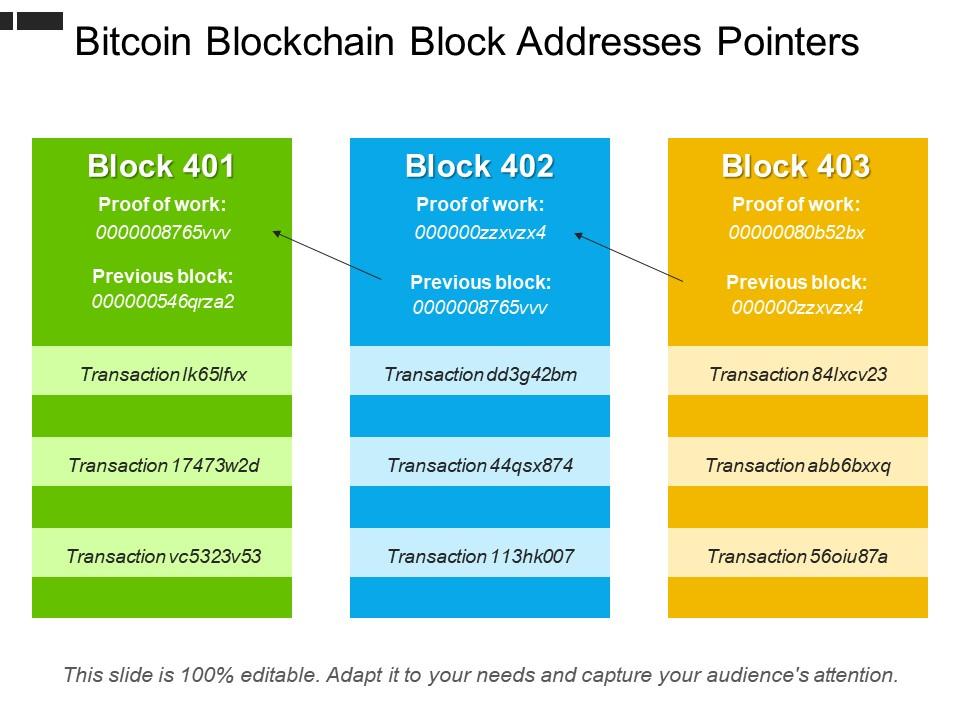 Bitcoin Blockchain Block Addresses Pointers
Block 401
Proof of work:
0000008765vvv
Previous block:
000000546qrza2
Transaction lk65lfvx
Transaction 17473w2d
Transaction vc5323v53
Block 402
Proof of work:
000000zzxvzx4
Previous block:
0000008765vvv
Transaction dd3g42bm
Transaction 44qsx874
Transaction 113hk007
Block 403
Proof of work:
00000080b52bx
Previous block:
000000zzxvzx4
Transaction 84lxcv23
Transaction abb6bxxq
Transaction 56oiu87a
This slide is 100% editable. Adapt it to your needs and capture your audience's attention.